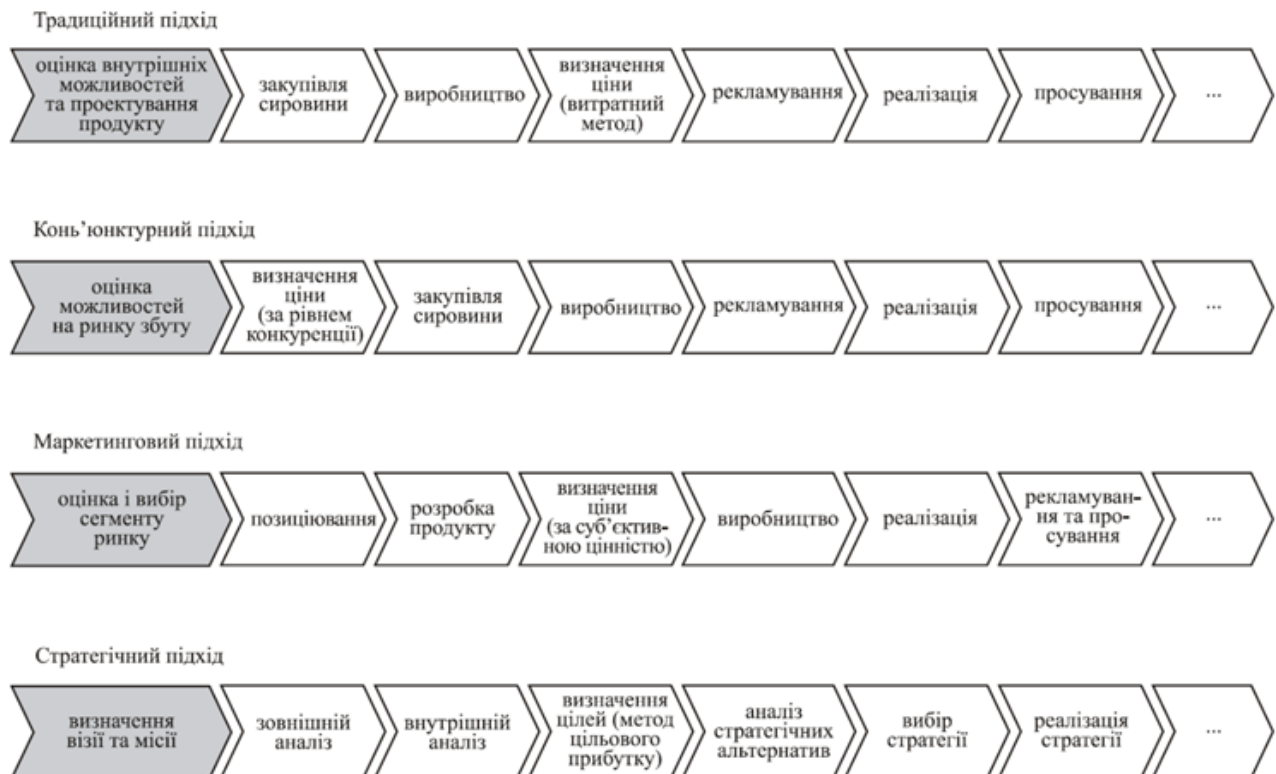 Традиційний підхід
оцінка внутрішніх
можливостей
та проектування
продукту
закупівля
сировини
виробництво
визначення
ціни
(витратний
метод)
рекламування
реалізація
просування
...
Конь’юнктурний підхід
оцінка
можливостей
на ринку збуту
визначення
ціни
(за рівнем
конкуренції)
закупівля
сировини
виробництво
рекламування
реалізація
просування
...
Маркетинговий підхід
оцінка і вибір
сегменту
ринку
позиціювання
розробка
продукту
визначення
ціни
(за суб’єктив-
ною цінністю)
виробництво
реалізація
рекламуван-
ня та про-
сування
...
Стратегічний підхід
визначення
візії та місії
зовнішній
аналіз
внутрішній
аналіз
визначення
цілей (метод
цільового
прибутку)
аналіз
стратегічних
альтернатив
вибір
стратегії
реалізація
стратегії
...